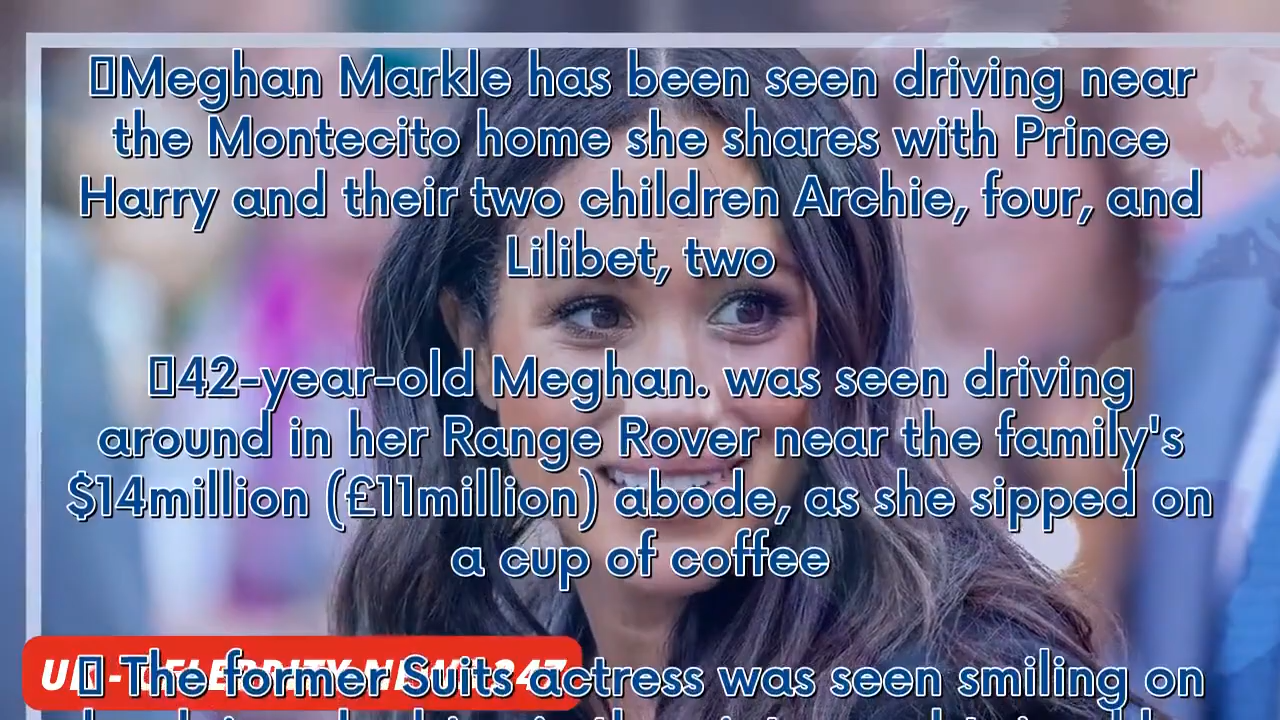 Meghan Markle has been seen driving near
the Montecito home she shares with Prince
Harry and their two children Archie, four, and
Lilibet, two
42-year-old Meghan. was seen driving
around in her Range Rover near the family's
$14million (£11million) abode, as she sipped on
a cup of coffee
The former Suits actress was seen smiling on